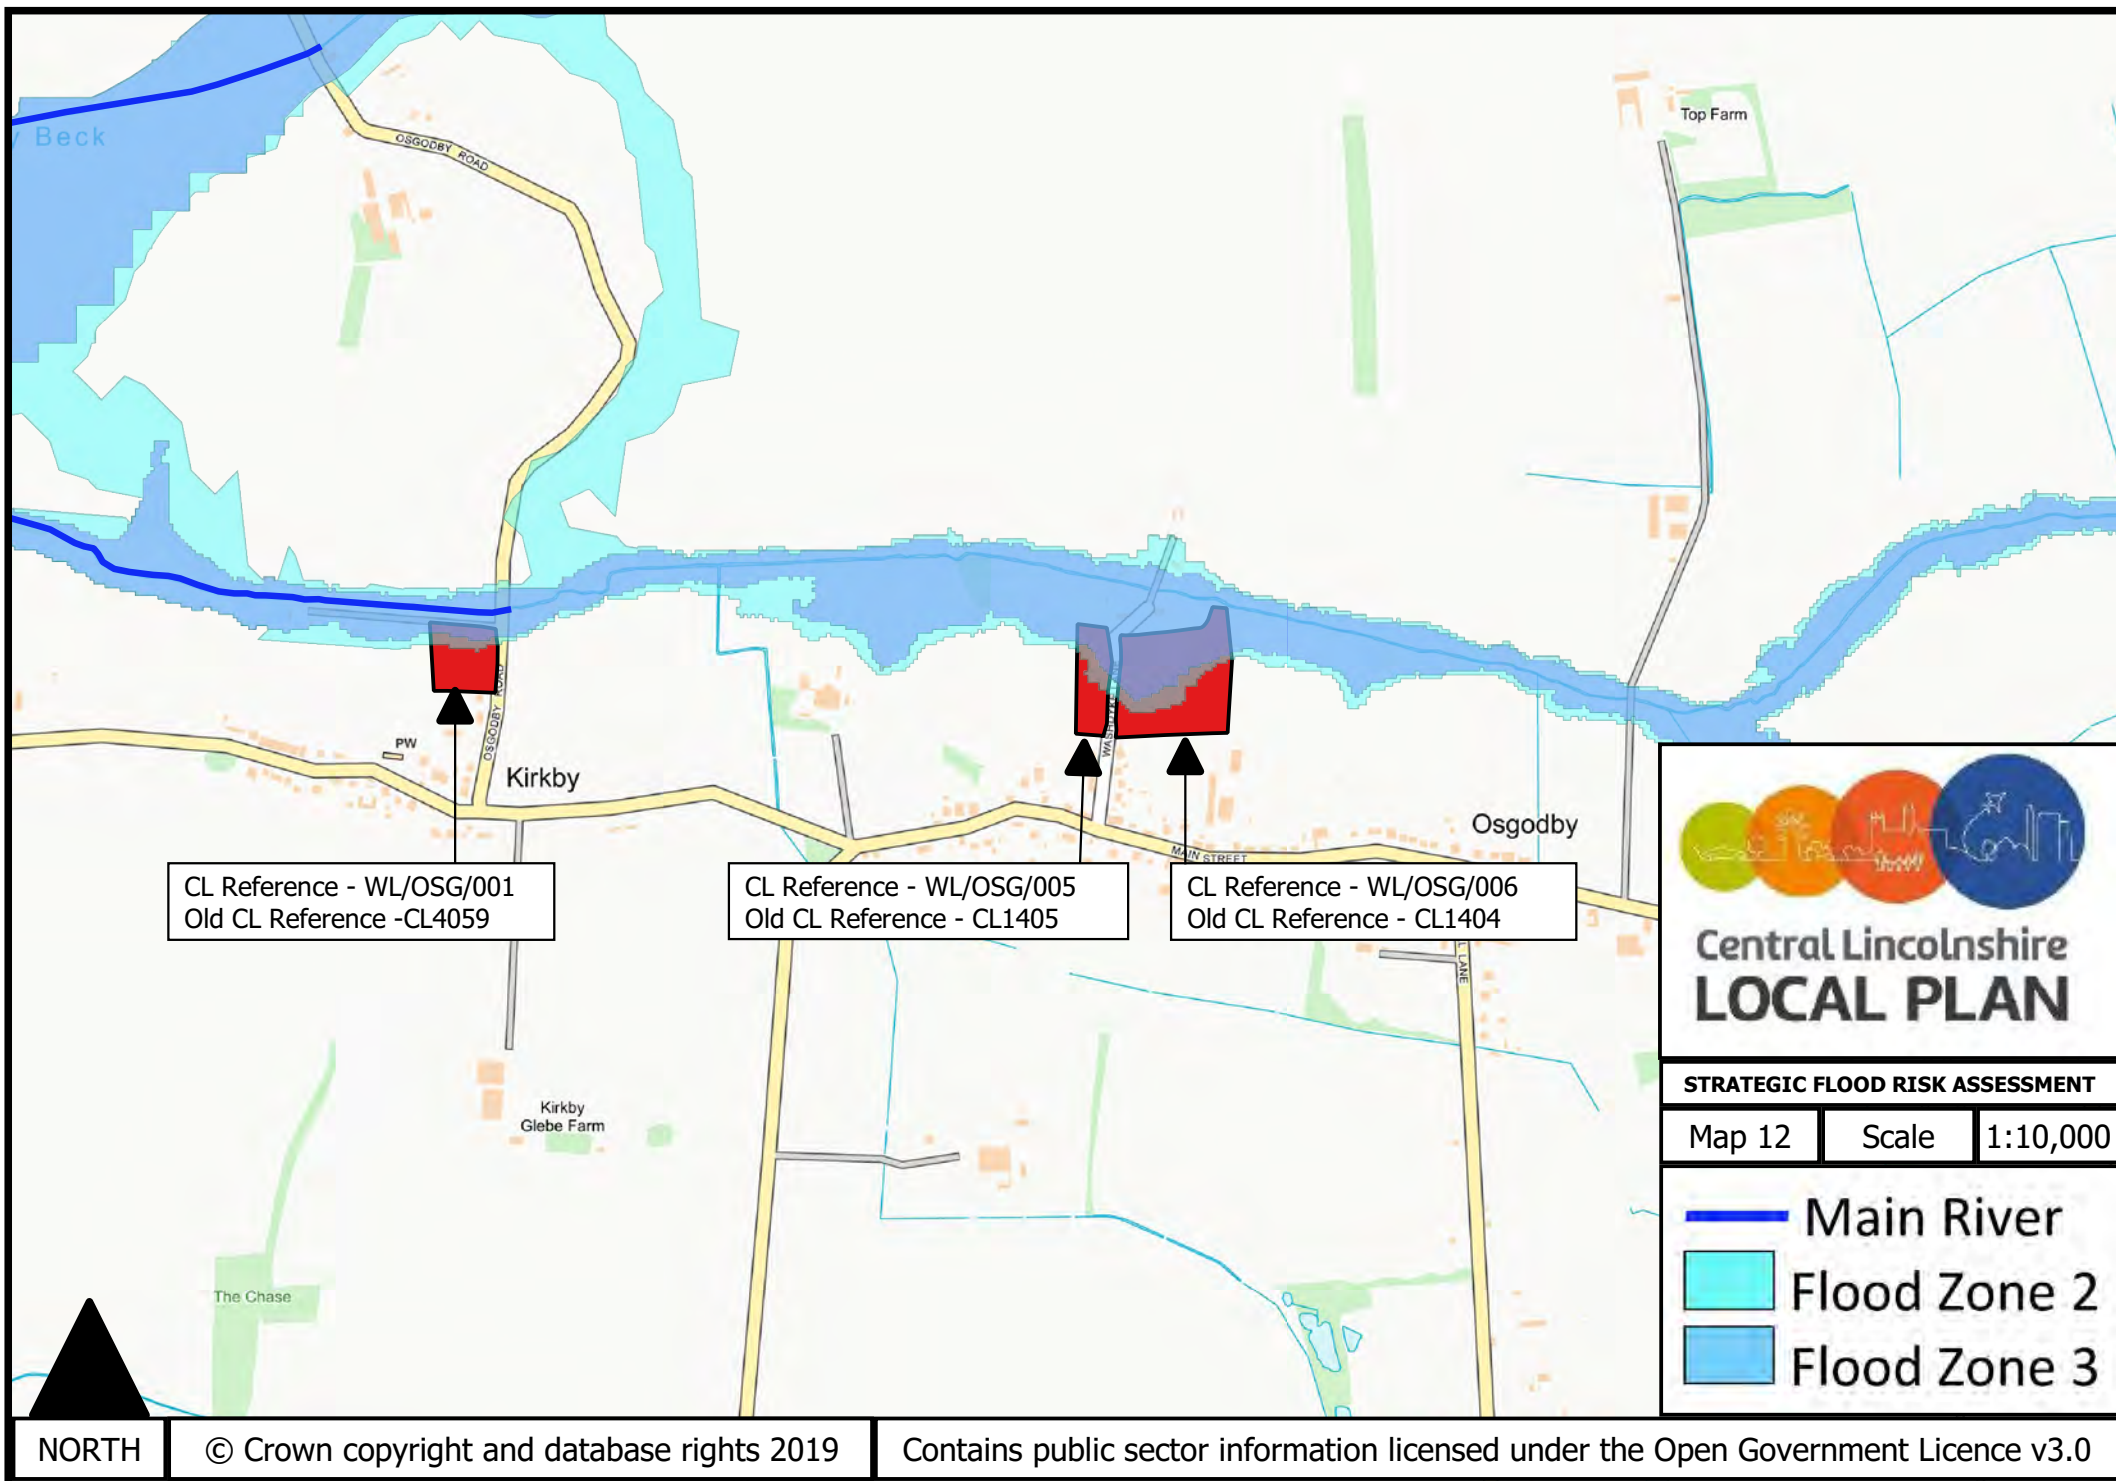 Top Farm
y Beck
OSGODBY ROAD
OSGODBY ROAD
PW
Kirkby
Osgodby
MAIN STREET
CL Reference - WL/OSG/001
Old CL Reference -CL4059
CL Reference - WL/OSG/005
Old CL Reference - CL1405
CL Reference - WL/OSG/006
Old CL Reference - CL1404
LANE
Kirkby
Glebe Farm
The Chase
Central Lincolnshire
LOCAL PLAN
STRATEGIC FLOOD RISK ASSESSMENT
Map 12
Scale
1:10,000
Main River
Flood Zone 2
Flood Zone 3
NORTH
© Crown copyright and database rights 2019
Contains public sector information licensed under the Open Government Licence v3.0